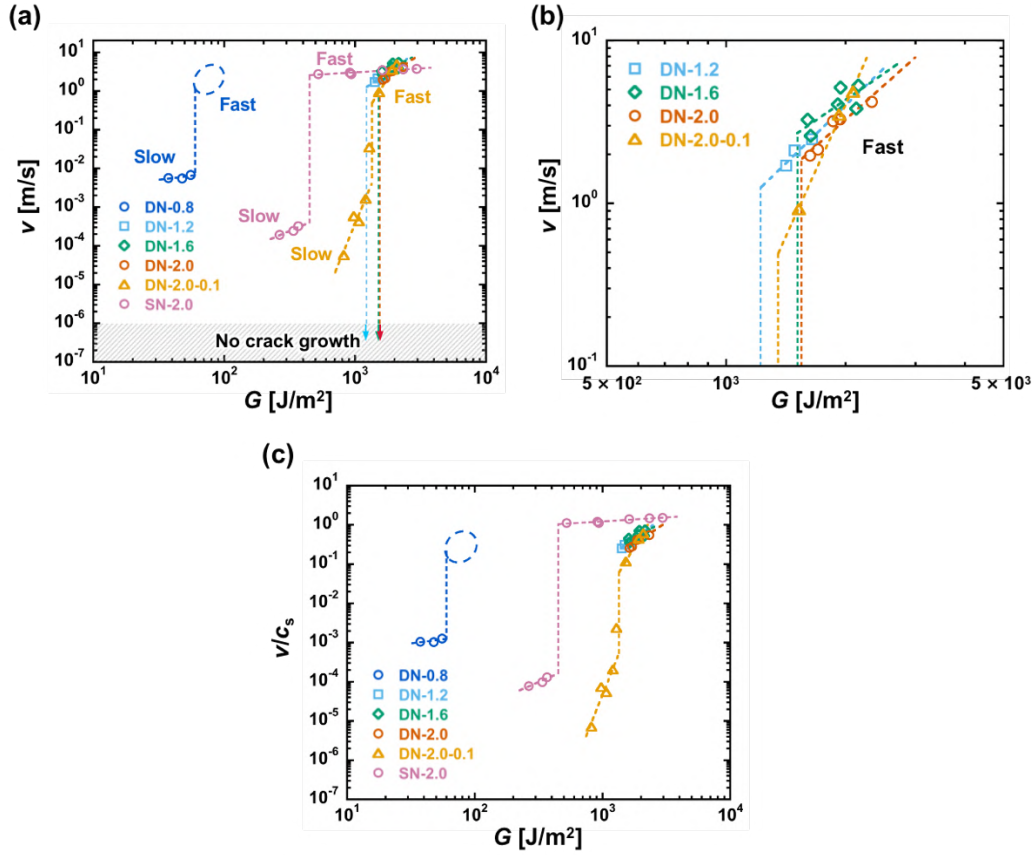 (a)
10¹
10⁰
10⁻¹
10⁻²
10⁻³
10⁻⁴
10⁻⁵
10⁻⁶
10⁻⁷
v [m/s]
Fast
Fast
Fast
Slow
Slow
Slow
DN-0.8
DN-1.2
DN-1.6
DN-2.0
DN-2.0-0.1
SN-2.0
No crack growth
10¹ 10² 10³ 10⁴
G [J/m²]
(b)
10¹
10⁰
10⁻¹
v [m/s]
DN-1.2
DN-1.6
DN-2.0
DN-2.0-0.1
Fast
5 × 10² 10³ 5 × 10³
G [J/m²]
(c)
10¹
10⁰
10⁻¹
10⁻²
10⁻³
10⁻⁴
10⁻⁵
10⁻⁶
10⁻⁷
v/cₛ
DN-0.8
DN-1.2
DN-1.6
DN-2.0
DN-2.0-0.1
SN-2.0
10¹ 10² 10³ 10⁴
G [J/m²]